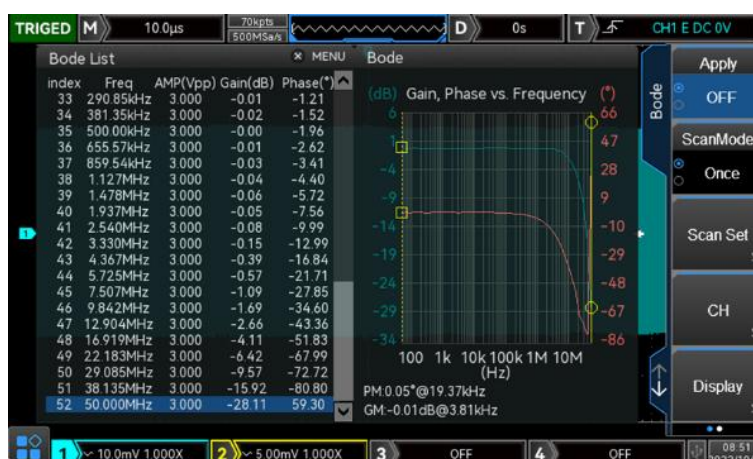 TRIGED M 10.0μs 70kpts 500MSa/s D 0s T CH1 E DC 0V
Bode List MENU
index Freq AMP(Vpp) Gain(dB) Phase(°)
33 290.85kHz 3.000 -0.01 -1.21
34 381.35kHz 3.000 -0.02 -1.52
35 500.00kHz 3.000 -0.00 -1.96
36 655.57kHz 3.000 -0.01 -2.62
37 859.54kHz 3.000 -0.03 -3.41
38 1.127MHz 3.000 -0.04 -4.40
39 1.478MHz 3.000 -0.06 -5.72
40 1.937MHz 3.000 -0.05 -7.56
41 2.540MHz 3.000 -0.08 -9.99
42 3.330MHz 3.000 -0.15 -12.99
43 4.367MHz 3.000 -0.39 -16.84
44 5.725MHz 3.000 -0.57 -21.71
45 7.507MHz 3.000 -1.09 -27.85
46 9.842MHz 3.000 -1.69 -34.60
47 12.904MHz 3.000 -2.66 -43.36
48 16.919MHz 3.000 -4.11 -51.83
49 22.183MHz 3.000 -6.42 -67.99
50 29.085MHz 3.000 -9.57 -72.72
51 38.135MHz 3.000 -15.92 -80.80
52 50.000MHz 3.000 -28.11 59.30
Bode
(dB) Gain, Phase vs. Frequency (°)
6 66
1 47
-4 28
-9 9
-14 -10
-19 -29
-24 -48
-29 -67
-34 -86
100 1k 10k 100k 1M 10M
(Hz)
PM:0.05°@19.37kHz
GM:-0.01dB@3.81kHz
Bode
Apply
OFF
ScanMode
Once
Scan Set
CH
Display
1
1 10.0mV 1.000X 2 5.00mV 1.000X 3 OFF 4 OFF 08:51